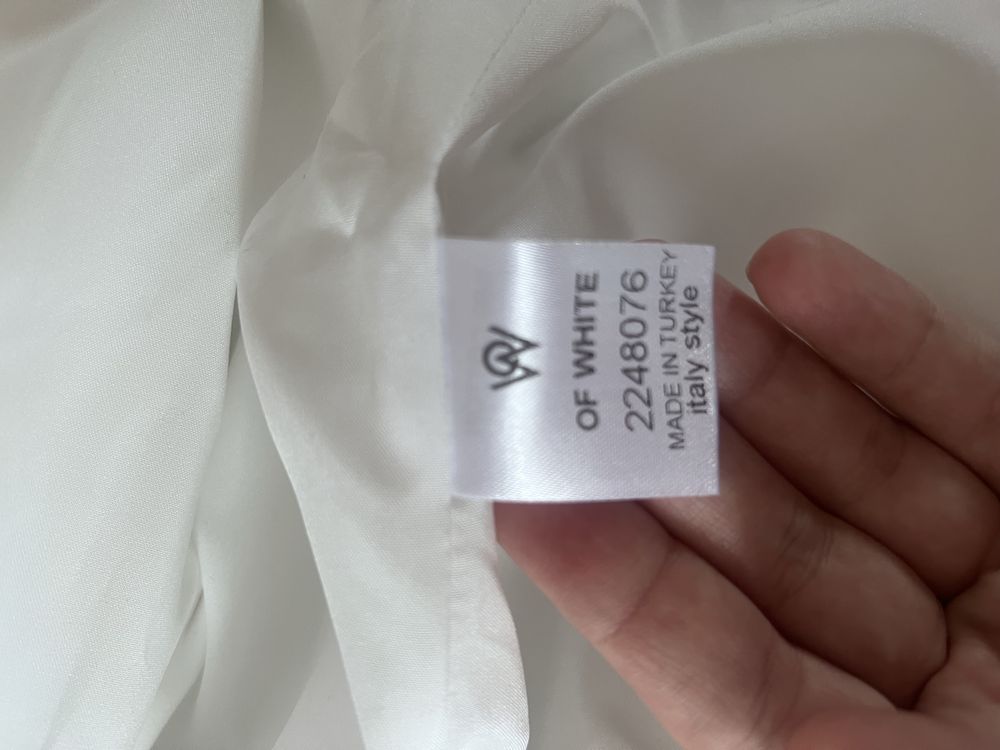 OF WHITE
2248076
MADE IN TURKEY
italy style